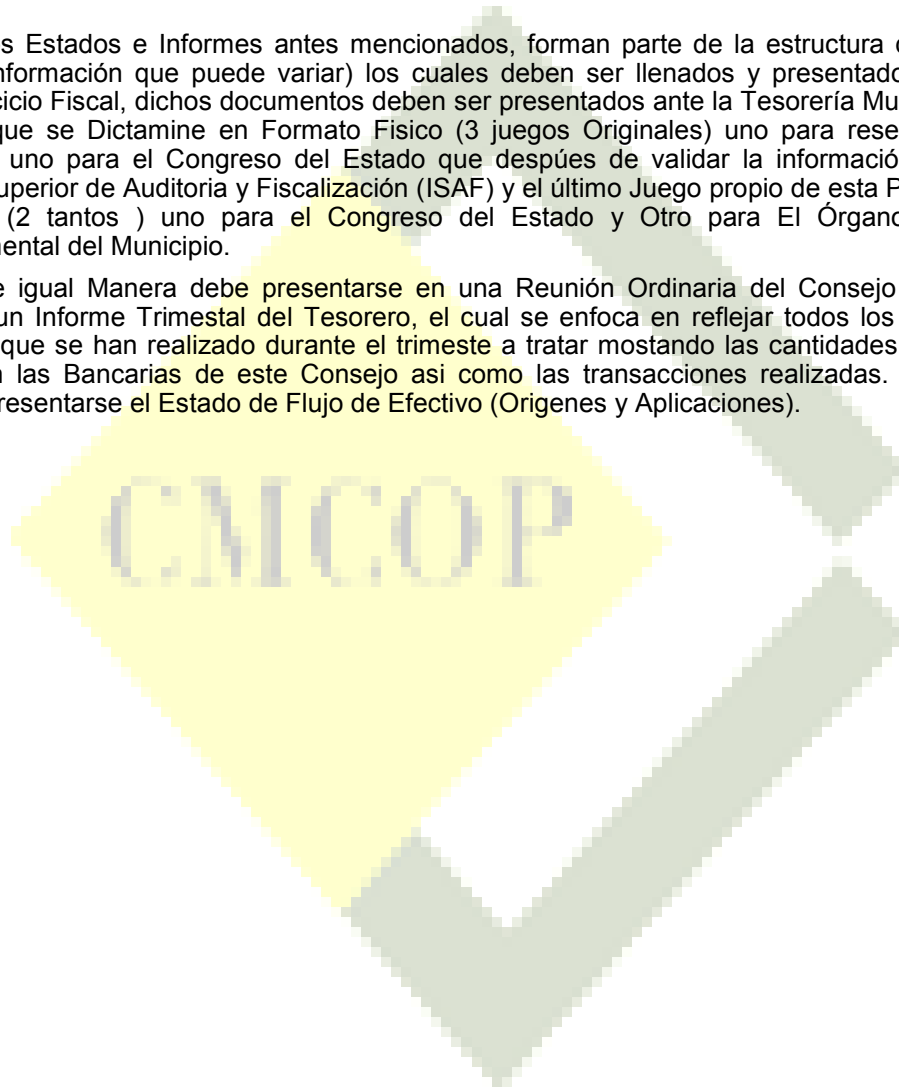 s Estados e Informes antes mencionados, forman parte de la estructura
nformación que puede variar) los cuales deben ser llenados y presentado
cicio Fiscal, dichos documentos deben ser presentados ante la Tesorería Mu
que se Dictamine en Formato Fisico (3 juegos Originales) uno para rese
uno para el Congreso del Estado que despúes de validar la informació
uperior de Auditoria y Fiscalización (ISAF) y el último Juego propio de esta P
(2 tantos ) uno para el Congreso del Estado y Otro para El Órgano
nental del Municipio.
e igual Manera debe presentarse en una Reunión Ordinaria del Consejo
un Informe Trimestal del Tesorero, el cual se enfoca en reflejar todos los
que se han realizado durante el trimeste a tratar mostando las cantidades
n las Bancarias de este Consejo asi como las transacciones realizadas.
resentarse el Estado de Flujo de Efectivo (Origenes y Aplicaciones).
CMCOP